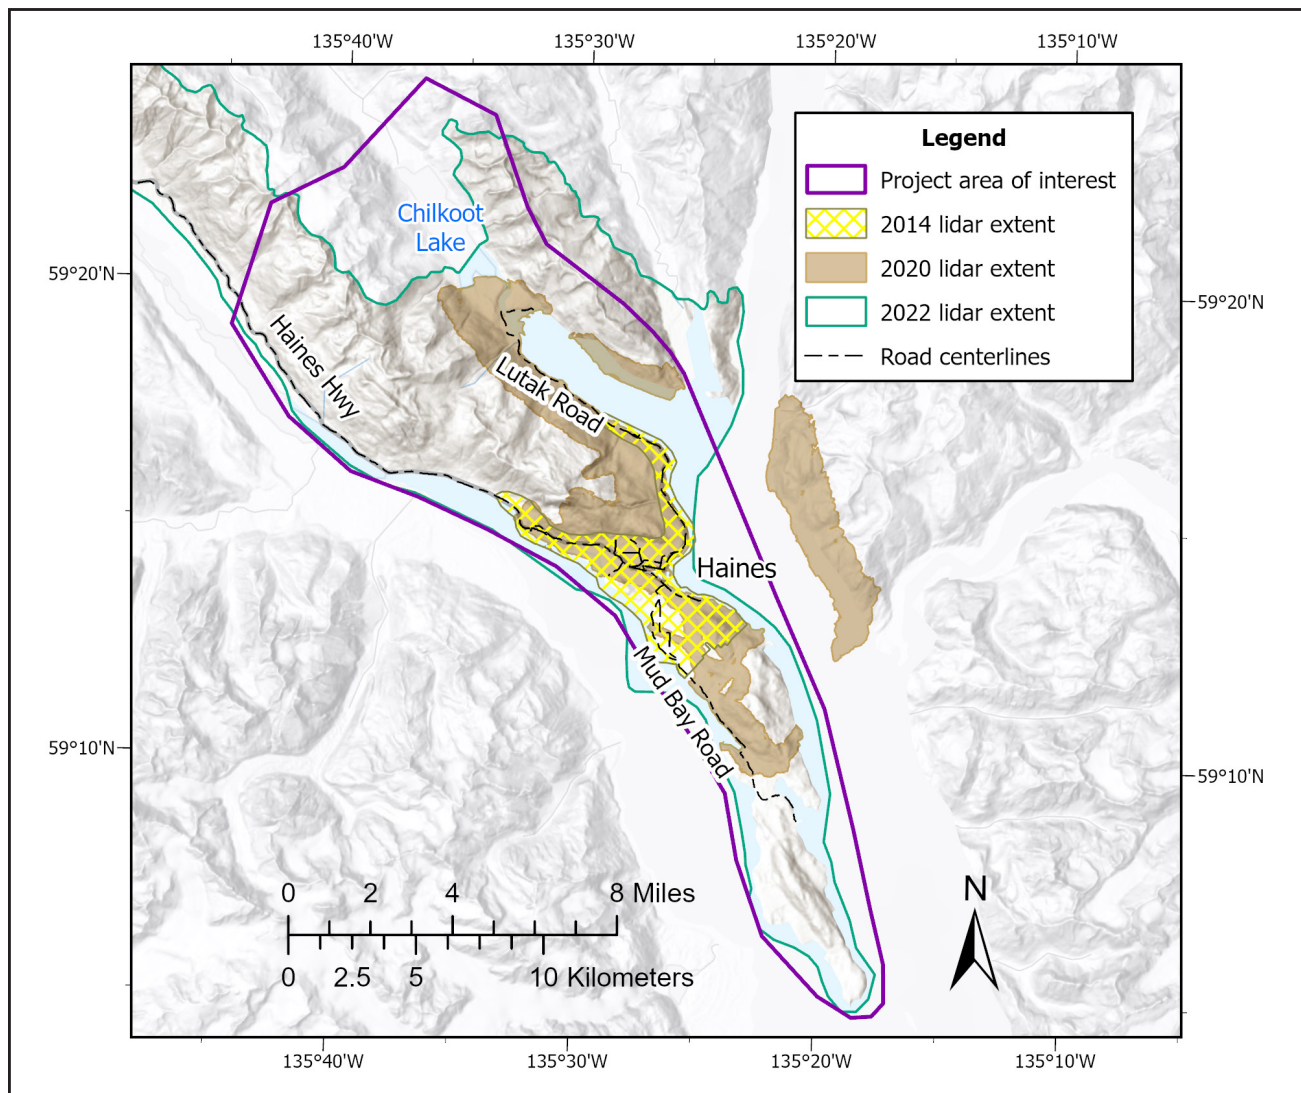 135°40'W 135°30'W 135°20'W 135°10'W
Legend
Project area of interest
2014 lidar extent
2020 lidar extent
2022 lidar extent
Road centerlines
Chilkoot
Lake
59°20'N
59°20'N
Haines Hwy
Lutak Road
Haines
Mud Bay Road
59°10'N
59°10'N
0 2 4 8 Miles
0 2.5 5 10 Kilometers
N
135°40'W 135°30'W 135°20'W 135°10'W